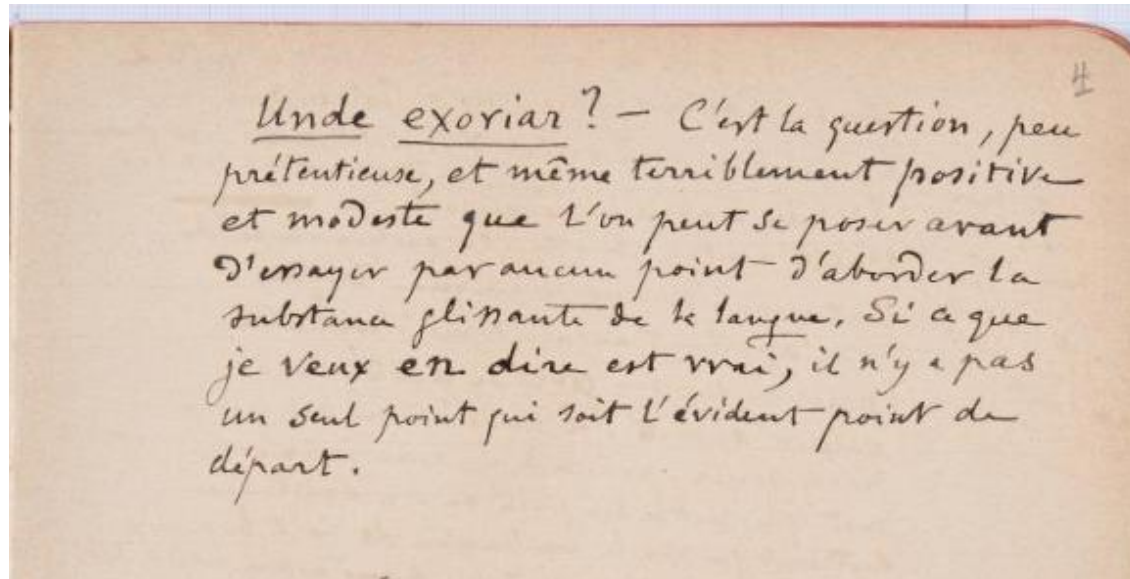 4
Unde exoriar? — C'est la question, peu
prétentieuse, et même terriblement positive
et modeste que l'on peut se poser avant
d'essayer par aucun point d'aborder la
substance glissante de la langue. Si ce que
je veux en dire est vrai, il n'y a pas
un seul point qui soit l'évident point de
départ.